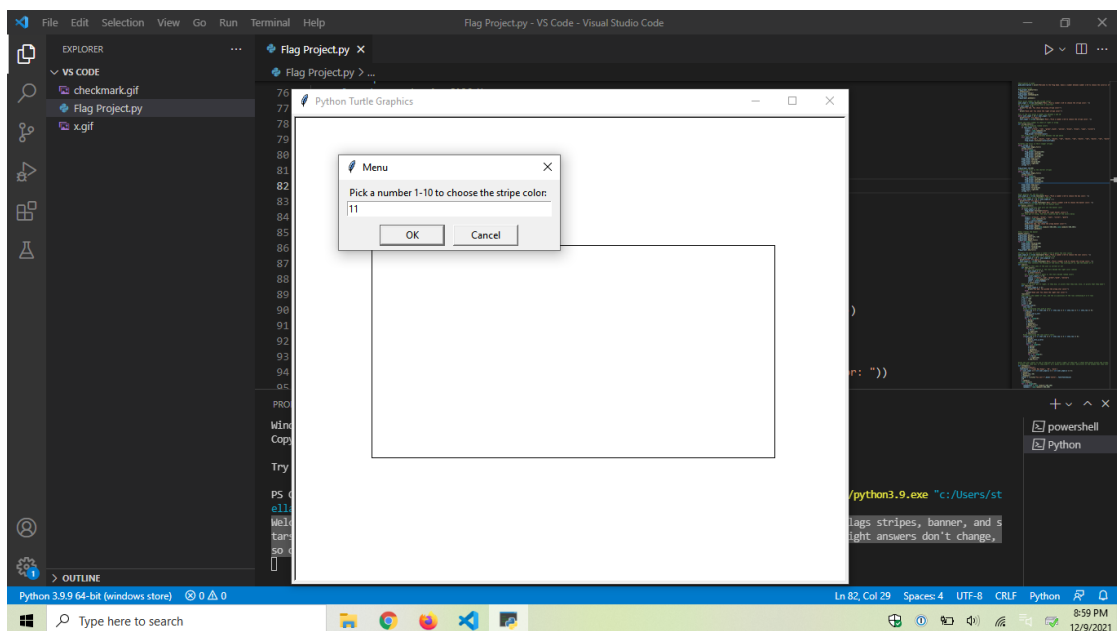 File Edit Selection View Go Run Terminal Help Flag Project.py - VS Code - Visual Studio Code
EXPLORER
Flag Project.py
VS CODE
Flag Project.py > ...
checkmark.gif
Flag Project.py
x.gif
76
77
78
79
80
81
82
83
84
85
86
87
88
89
90 )
91
92
93
94 r: "))
95
Python Turtle Graphics
Menu
Pick a number 1-10 to choose the stripe color:
11
OK Cancel
PRO
Wind
Copy
powershell
Python
Try
PS C /python3.9.exe "c:/Users/st
ella
Welc lags stripes, banner, and s
tars ight answers don't change,
so
OUTLINE
Python 3.9.9 64-bit (windows store) 0 0 Ln 82, Col 29 Spaces: 4 UTF-8 CRLF Python
Type here to search
8:59 PM
12/9/2021